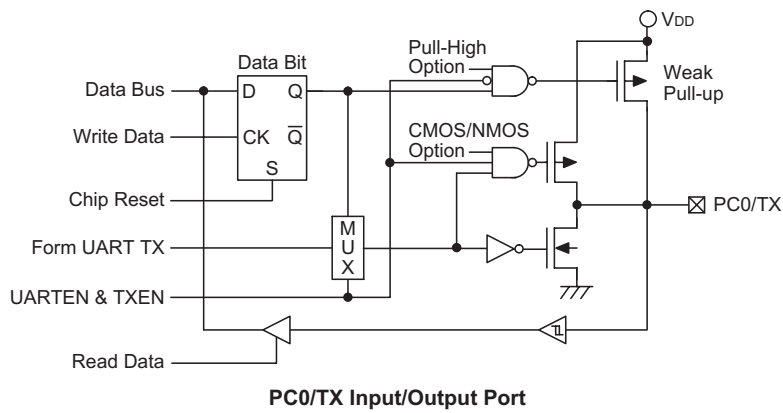 VDD
Pull-High
Option
Weak
Pull-up
Data Bit
Data Bus
D
Q
Write Data
CK
Q
S
CMOS/NMOS
Option
Chip Reset
PC0/TX
Form UART TX
M
U
X
UARTEN & TXEN
Read Data
PC0/TX Input/Output Port